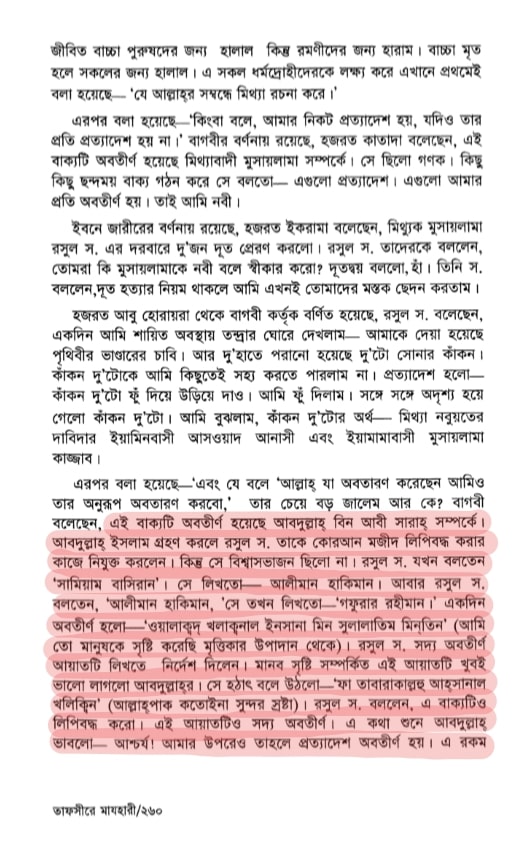 জীবিত বাচ্চা পুরুষদের জন্য হালাল কিন্তু রমণীদের জন্য হারাম। বাচ্চা মৃত
হলে সকলের জন্য হালাল। এ সকল ধর্মদ্রোহীদেরকে লক্ষ্য করে এখানে প্রথমেই
বলা হয়েছে— ‘যে আল্লাহ্‌র সম্বন্ধে মিথ্যা রচনা করে।’
এরপর বলা হয়েছে—‘কিংবা বলে, আমার নিকট প্রত্যাদেশ হয়, যদিও তার
প্রতি প্রত্যাদেশ হয় না।’ বাগবীর বর্ণনায় রয়েছে, হজরত কাতাদা বলেছেন, এই
বাক্যটি অবতীর্ণ হয়েছে মিথ্যাবাদী মুসায়লামা সম্পর্কে। সে ছিলো গণক। কিছু
কিছু ছন্দময় বাক্য গঠন করে সে বলতো— এগুলো প্রত্যাদেশ। এগুলো আমার
প্রতি অবতীর্ণ হয়। তাই আমি নবী।
ইবনে জারীরের বর্ণনায় রয়েছে, হজরত ইকরামা বলেছেন, মিথ্যুক মুসায়লামা
রসুল স. এর দরবারে দু’জন দূত প্রেরণ করলো। রসুল স. তাদেরকে বললেন,
তোমরা কি মুসায়লামাকে নবী বলে স্বীকার করো? দূতদ্বয় বললো,হাঁ। তিনি স.
বললেন,দূত হত্যার নিয়ম থাকলে আমি এখনই তোমাদের মস্তক ছেদন করতাম।
হজরত আবু হোরায়রা থেকে বাগবী কর্তৃক বর্ণিত হয়েছে, রসুল স. বলেছেন,
একদিন আমি শায়িত অবস্থায় তন্দ্রার ঘোরে দেখলাম— আমাকে দেয়া হয়েছে
পৃথিবীর ভাণ্ডারের চাবি। আর দু’হাতে পরানো হয়েছে দু’টো সোনার কাঁকন।
কাঁকন দু’টোকে আমি কিছুতেই সহ্য করতে পারলাম না। প্রত্যাদেশ হলো—
কাঁকন দু’টো ফুঁ দিয়ে উড়িয়ে দাও। আমি ফুঁ দিলাম। সঙ্গে সঙ্গে অদৃশ্য হয়ে
গেলো কাঁকন দু’টো। আমি বুঝলাম, কাঁকন দু’টোর অর্থ— মিথ্যা নবুয়তের
দাবিদার ইয়ামিনবাসী আসওয়াদ আনাসী এবং ইয়ামামাবাসী মুসায়লামা
কাজ্জাব।
এরপর বলা হয়েছে—‘এবং যে বলে ‘আল্লাহ্ যা অবতারণ করেছেন আমিও
তার অনুরূপ অবতারণ করবো,’ তার চেয়ে বড় জালেম আর কে? বাগবী
বলেছেন, এই বাক্যটি অবতীর্ণ হয়েছে আবদুল্লাহ্ বিন আবী সারাহ্ সম্পর্কে।
আবদুল্লাহ্ ইসলাম গ্রহণ করলে রসুল স. তাকে কোরআন মজীদ লিপিবদ্ধ করার
কাজে নিযুক্ত করলেন। কিন্তু সে বিশ্বাসভাজন ছিলো না। রসুল স. যখন বলতেন
‘সামিয়াম বাসিরান’। সে লিখতো— আলীমান হাকিমান। আবার রসুল স.
বলতেন, ‘আলীমান হাকিমান, ‘সে তখন লিখতো—‘গফুরার রহীমান।’ একদিন
অবতীর্ণ হলো—‘ওয়ালাক্বদ্ খলাক্বনাল ইনসানা মিন সুলালাতিম মিন্‌তিন’ (আমি
তো মানুষকে সৃষ্টি করেছি মৃত্তিকার উপাদান থেকে)। রসুল স. সদ্য অবতীর্ণ
আয়াতটি লিখতে নির্দেশ দিলেন। মানব সৃষ্টি সম্পর্কিত এই আয়াতটি খুবই
ভালো লাগলো আবদুল্লাহ্‌র। সে হঠাৎ বলে উঠলো—‘ফা তাবারাকাল্লহু আহ্‌সানাল
খলিক্বিন’ (আল্লাহ্‌পাক কতোইনা সুন্দর স্রষ্টা)। রসুল স. বললেন, এ বাক্যটিও
লিপিবদ্ধ করো। এই আয়াতটিও সদ্য অবতীর্ণ। এ কথা শুনে আবদুল্লাহ্
ভাবলো— আশ্চর্য! আমার উপরেও তাহলে প্রত্যাদেশ অবতীর্ণ হয়। এ রকম
তাফসীরে মাযহারী/২৬০